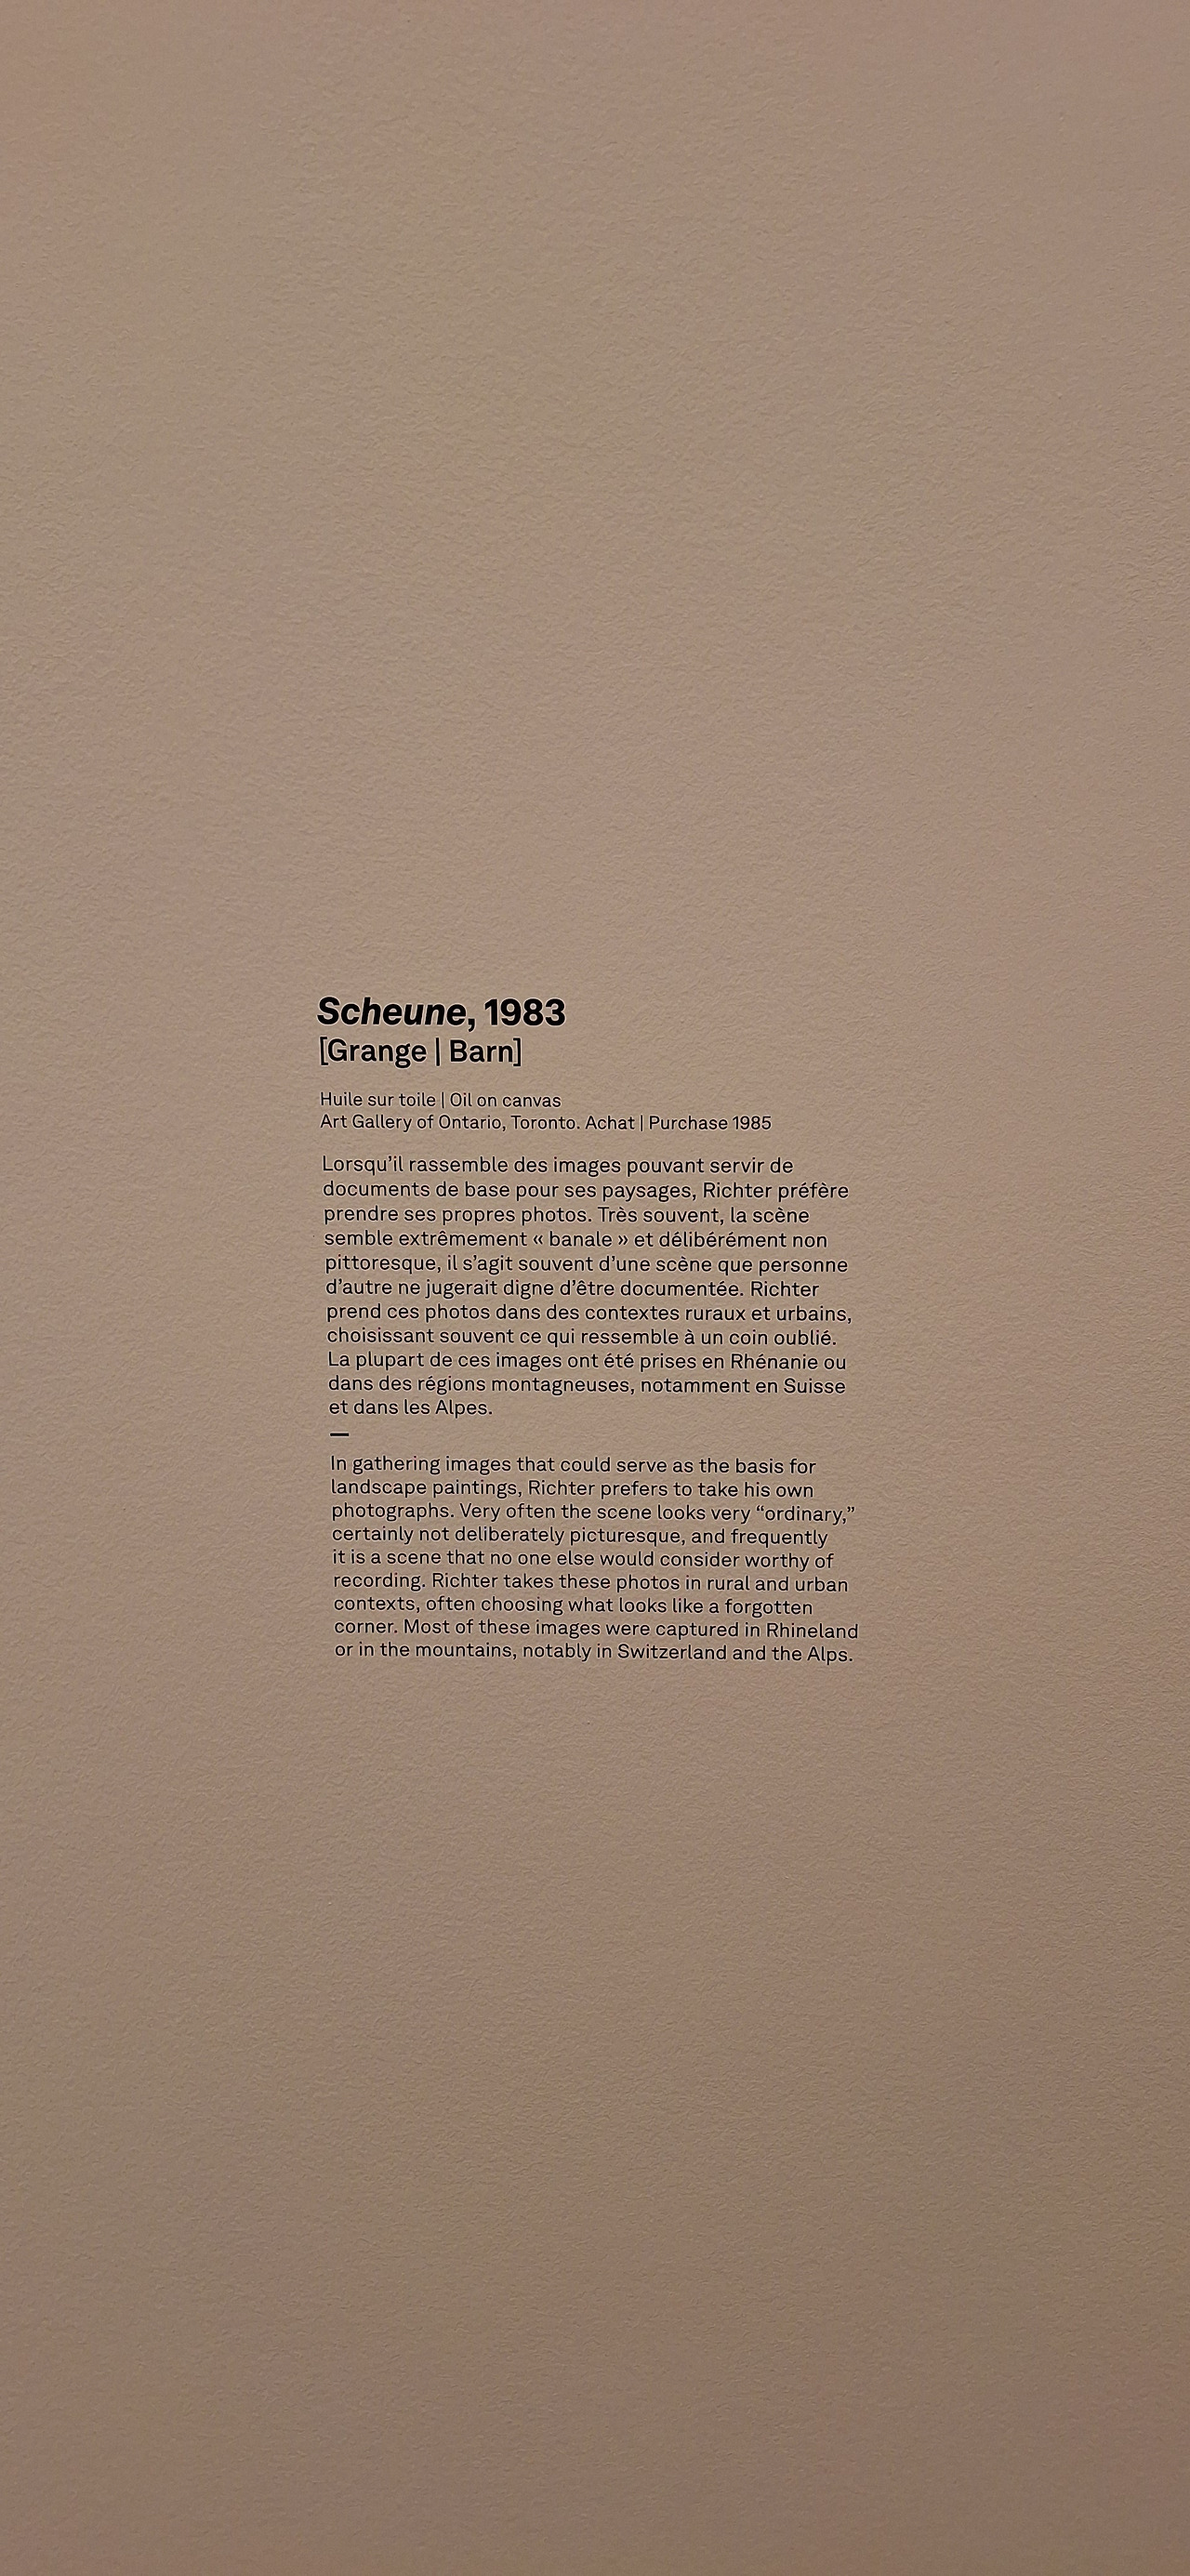 Scheune, 1983
[Grange | Barn]
Huile sur toile | Oil on canvas
Art Gallery of Ontario, Toronto. Achat | Purchase 1985
Lorsqu’il rassemble des images pouvant servir de
documents de base pour ses paysages, Richter préfère
prendre ses propres photos. Très souvent, la scène
semble extrêmement « banale » et délibérément non
pittoresque, il s’agit souvent d’une scène que personne
d’autre ne jugerait digne d’être documentée. Richter
prend ces photos dans des contextes ruraux et urbains,
choisissant souvent ce qui ressemble à un coin oublié.
La plupart de ces images ont été prises en Rhénanie ou
dans des régions montagneuses, notamment en Suisse
et dans les Alpes.
—
In gathering images that could serve as the basis for
landscape paintings, Richter prefers to take his own
photographs. Very often the scene looks very “ordinary,”
certainly not deliberately picturesque, and frequently
it is a scene that no one else would consider worthy of
recording. Richter takes these photos in rural and urban
contexts, often choosing what looks like a forgotten
corner. Most of these images were captured in Rhineland
or in the mountains, notably in Switzerland and the Alps.